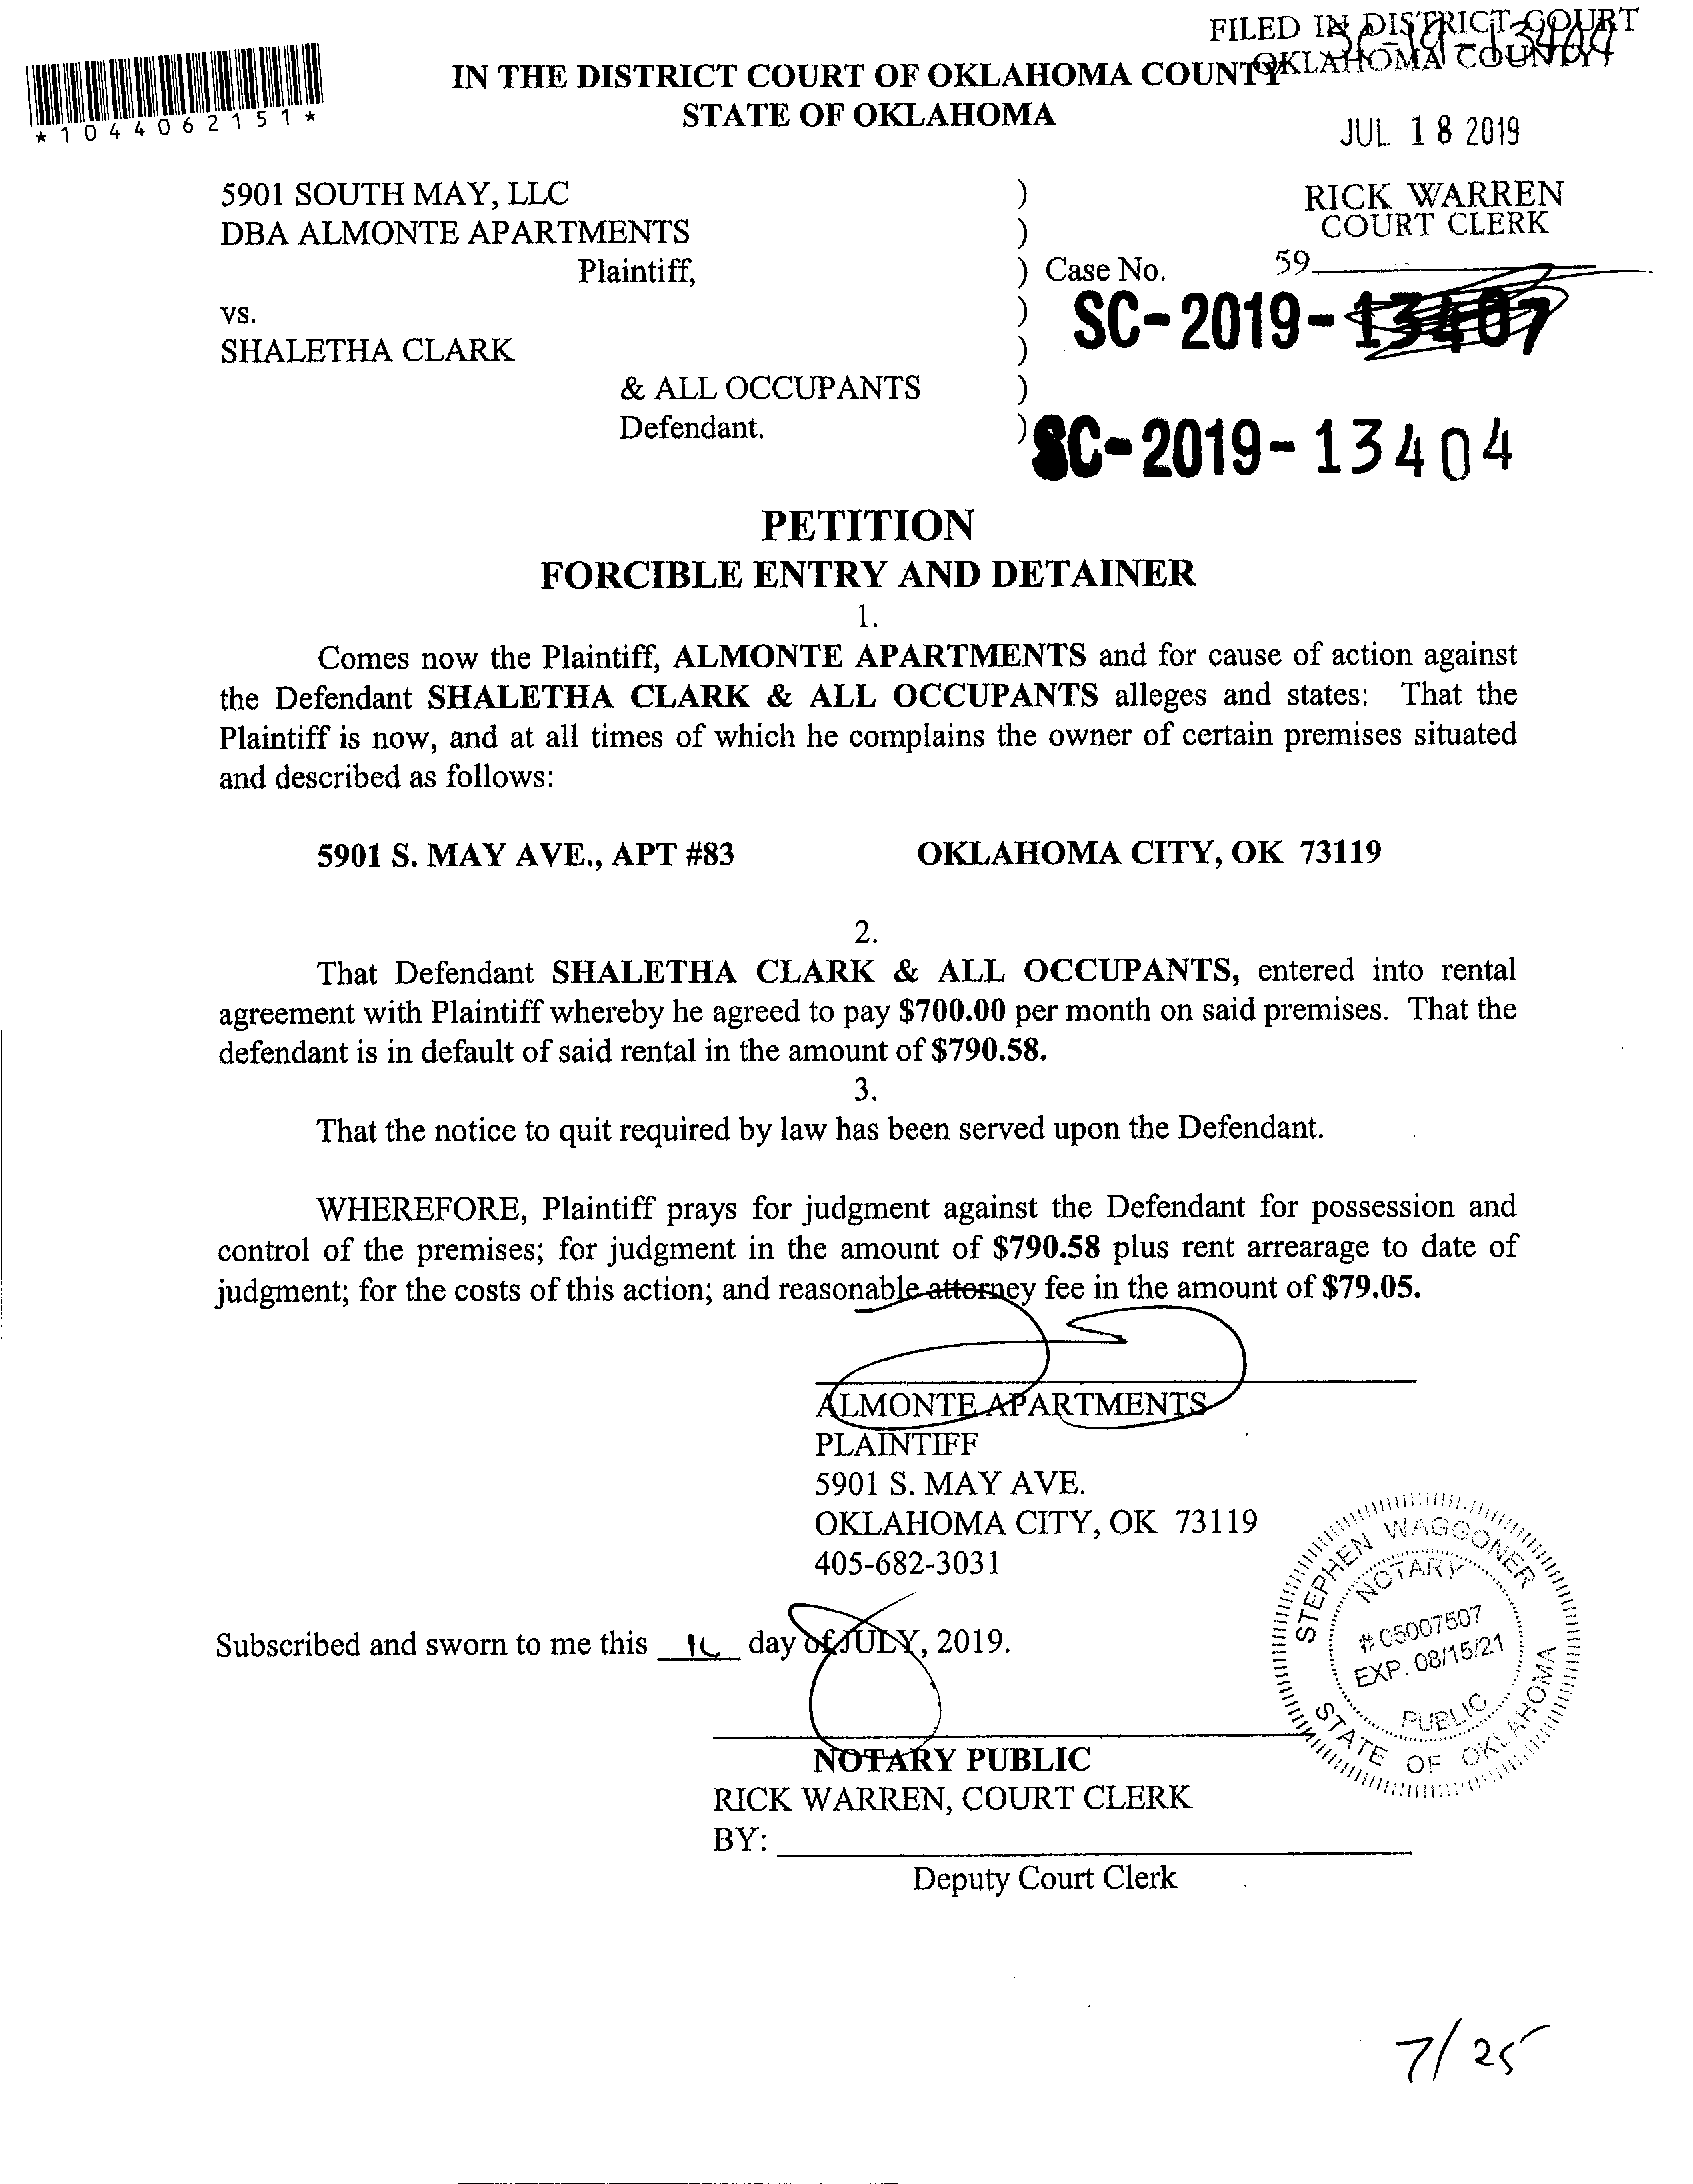 FILED IN DISTRICT COURT
OKLAHOMA COUNTY
*1044062151*
IN THE DISTRICT COURT OF OKLAHOMA COUNTY
STATE OF OKLAHOMA
JUL 18 2019
5901 SOUTH MAY, LLC )
RICK WARREN
DBA ALMONTE APARTMENTS )
COURT CLERK
Plaintiff, ) Case No. 59
vs. )
SC-2019-13407
SHALETHA CLARK )
& ALL OCCUPANTS )
Defendant. )
SC-2019-13404
PETITION
FORCIBLE ENTRY AND DETAINER
1.
Comes now the Plaintiff, ALMONTE APARTMENTS and for cause of action against
the Defendant SHALETHA CLARK & ALL OCCUPANTS alleges and states: That the
Plaintiff is now, and at all times of which he complains the owner of certain premises situated
and described as follows:
5901 S. MAY AVE., APT #83 OKLAHOMA CITY, OK 73119
2.
That Defendant SHALETHA CLARK & ALL OCCUPANTS, entered into rental
agreement with Plaintiff whereby he agreed to pay $700.00 per month on said premises. That the
defendant is in default of said rental in the amount of $790.58.
3.
That the notice to quit required by law has been served upon the Defendant.
WHEREFORE, Plaintiff prays for judgment against the Defendant for possession and
control of the premises; for judgment in the amount of $790.58 plus rent arrearage to date of
judgment; for the costs of this action; and reasonable attorney fee in the amount of $79.05.
ALMONTE APARTMENTS
PLAINTIFF
5901 S. MAY AVE.
OKLAHOMA CITY, OK 73119
405-682-3031
STEPHEN WAGGONER
NOTARY
# 05007607
EXP. 08/15/21
PUBLIC
STATE OF OKLAHOMA
Subscribed and sworn to me this day of JULY, 2019.
NOTARY PUBLIC
RICK WARREN, COURT CLERK
BY:
Deputy Court Clerk
7/25